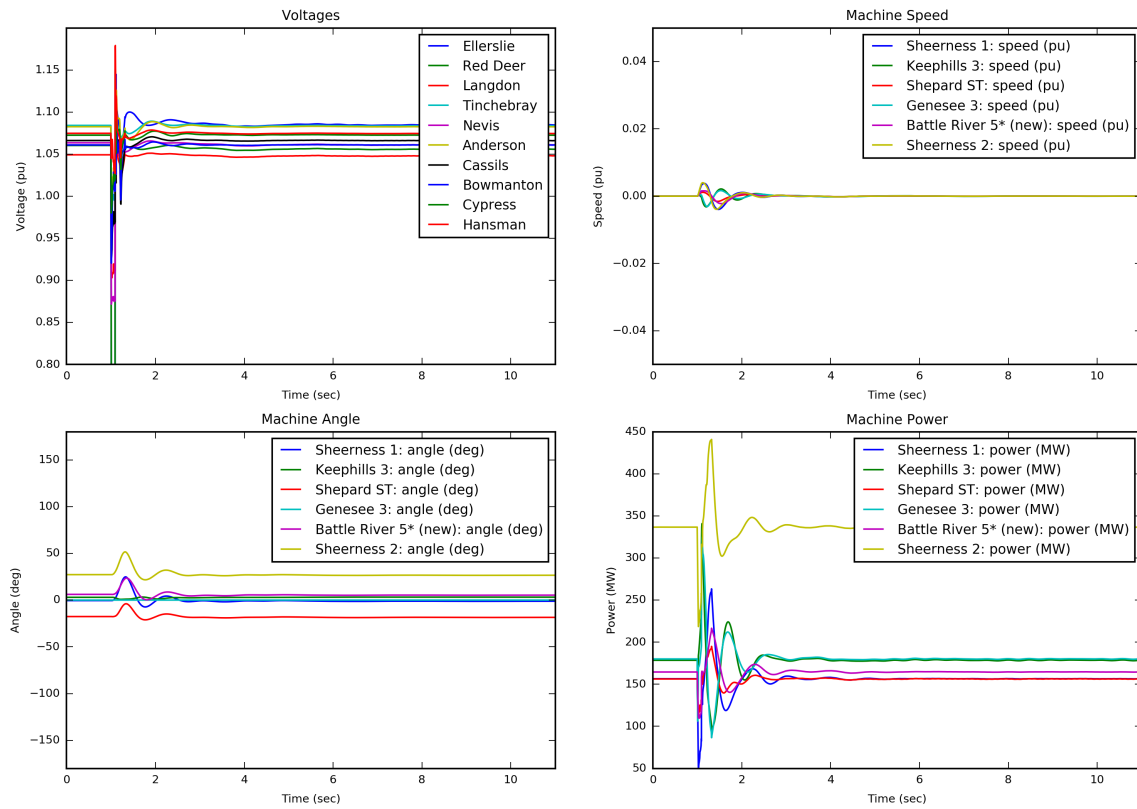 Voltages
Voltage (pu)
1.15
1.10
1.05
1.00
0.95
0.90
0.85
0.80
Ellerslie
Red Deer
Langdon
Tinchebray
Nevis
Anderson
Cassils
Bowmanton
Cypress
Hansman
0 2 4 6 8 10
Time (sec)
Machine Speed
Speed (pu)
0.04
0.02
0.00
−0.02
−0.04
Sheerness 1: speed (pu)
Keephills 3: speed (pu)
Shepard ST: speed (pu)
Genesee 3: speed (pu)
Battle River 5* (new): speed (pu)
Sheerness 2: speed (pu)
0 2 4 6 8 10
Time (sec)
Machine Angle
Angle (deg)
150
100
50
0
−50
−100
−150
Sheerness 1: angle (deg)
Keephills 3: angle (deg)
Shepard ST: angle (deg)
Genesee 3: angle (deg)
Battle River 5* (new): angle (deg)
Sheerness 2: angle (deg)
0 2 4 6 8 10
Time (sec)
Machine Power
Power (MW)
450
400
350
300
250
200
150
100
50
Sheerness 1: power (MW)
Keephills 3: power (MW)
Shepard ST: power (MW)
Genesee 3: power (MW)
Battle River 5* (new): power (MW)
Sheerness 2: power (MW)
0 2 4 6 8 10
Time (sec)